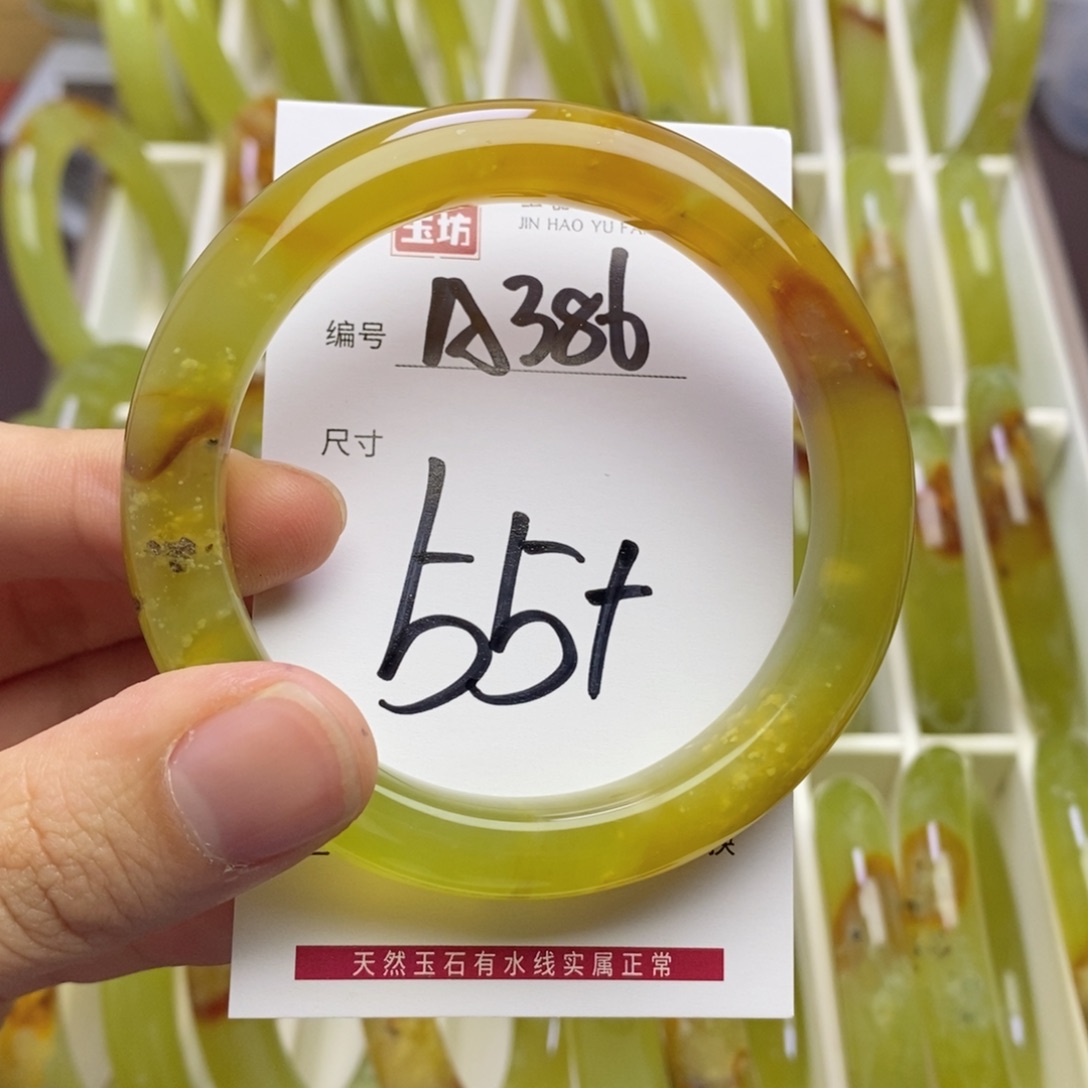 玉坊
JIN HAO YU FA
编号 A386
尺寸
55+
天然玉石有水线实属正常